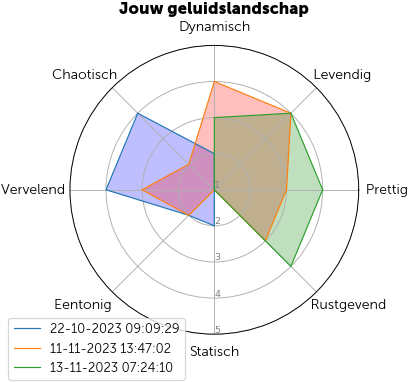 Jouw geluidslandschap
Dynamisch
Chaotisch
Levendig
Vervelend
Prettig
1
2
3
4
5
Eentonig
Rustgevend
Statisch
22-10-2023 09:09:29
11-11-2023 13:47:02
13-11-2023 07:24:10